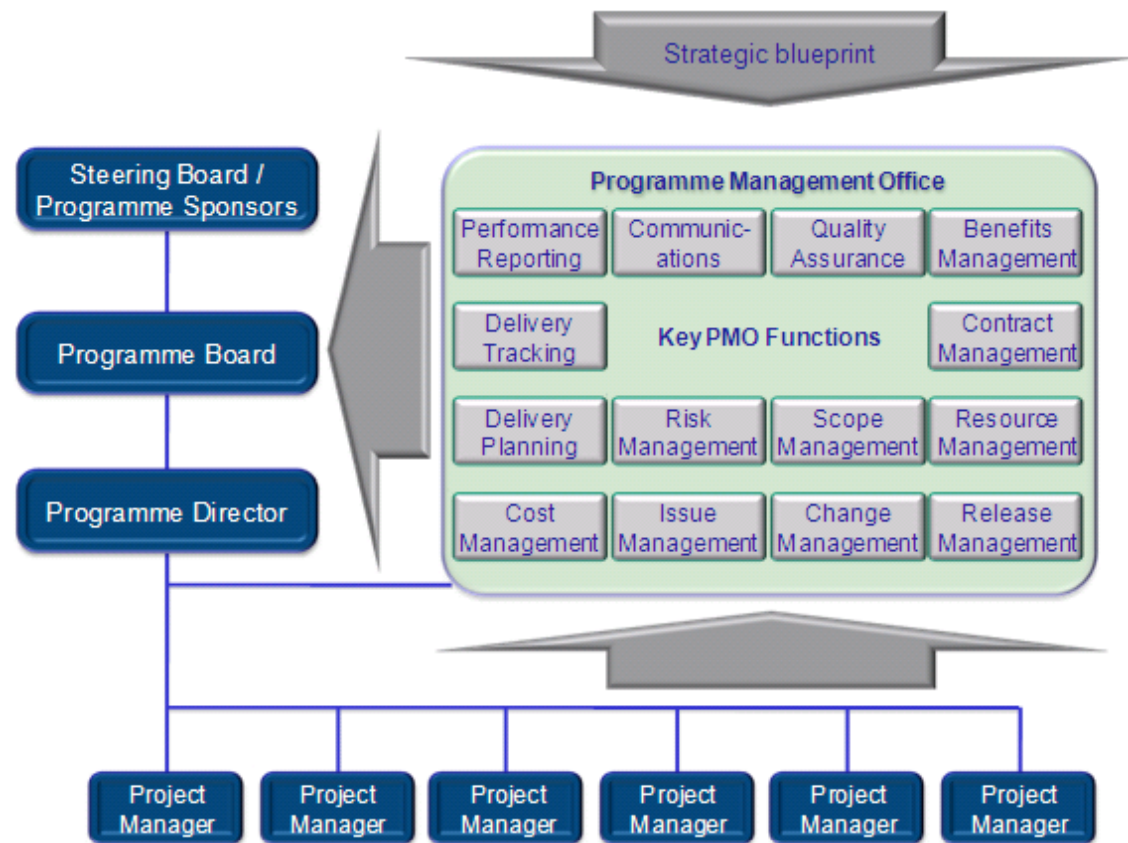 Strategic blueprint
Steering Board /
Programme Sponsors
Programme Board
Programme Director
Programme Management Office
Performance
Reporting
Communic-
ations
Quality
Assurance
Benefits
Management
Delivery
Tracking
Key PMO Functions
Contract
Management
Delivery
Planning
Risk
Management
Scope
Management
Resource
Management
Cost
Management
Issue
Management
Change
Management
Release
Management
Project
Manager
Project
Manager
Project
Manager
Project
Manager
Project
Manager
Project
Manager